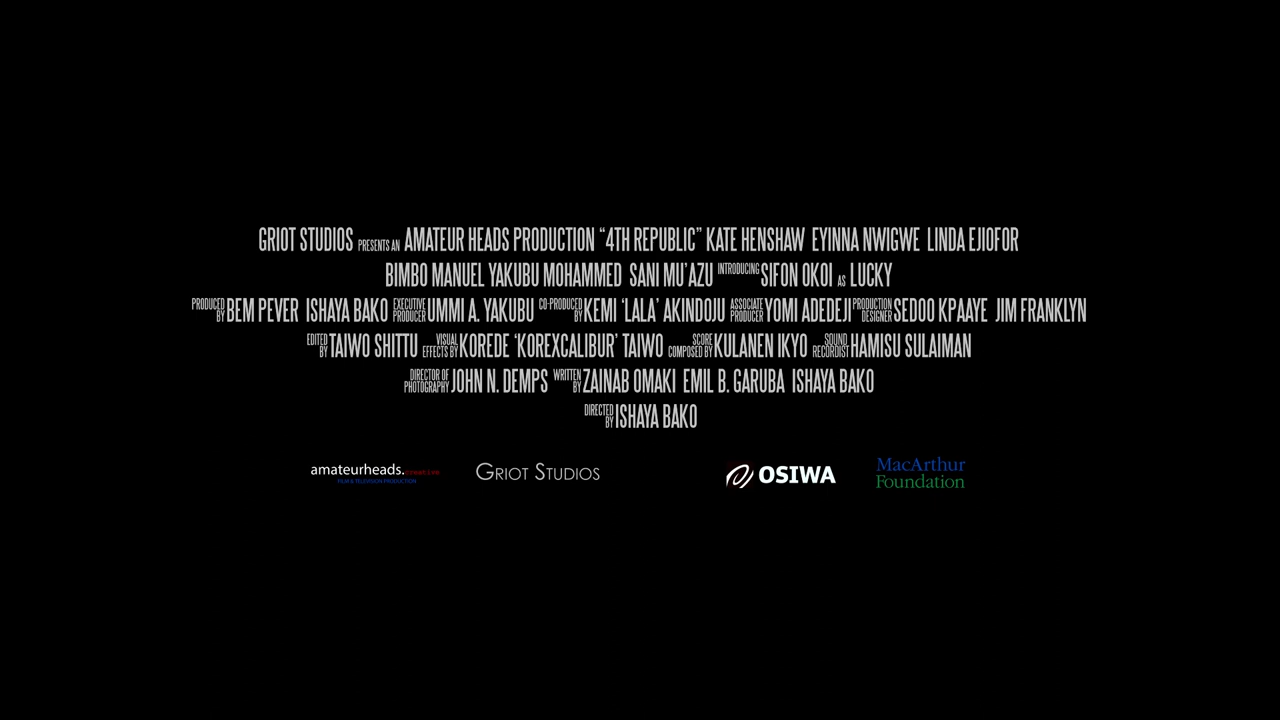 GRIOT STUDIOS PRESENTS AN AMATEUR HEADS PRODUCTION “4TH REPUBLIC” KATE HENSHAW EYINNA NWIGWE LINDA EJIOFOR
BIMBO MANUEL YAKUBU MOHAMMED SANI MU’AZU INTRODUCING SIFON OKOI AS LUCKY
PRODUCED BY BEM PEVER ISHAYA BAKO EXECUTIVE PRODUCER UMMI A. YAKUBU CO-PRODUCED BY KEMI ‘LALA’ AKINDOJU ASSOCIATE PRODUCER YOMI ADEDEJI PRODUCTION DESIGNER SEDOO KPAAYE JIM FRANKLYN
EDITED BY TAIWO SHITTU VISUAL EFFECTS BY KOREDE ‘KOREXCALIBUR’ TAIWO SCORE COMPOSED BY KULANEN IKYO SOUND RECORDIST HAMISU SULAIMAN
DIRECTOR OF PHOTOGRAPHY JOHN N. DEMPS WRITTEN BY ZAINAB OMAKI EMIL B. GARUBA ISHAYA BAKO
DIRECTED BY ISHAYA BAKO
amateurheads.
FILM & TELEVISION PRODUCTION
GRIOT STUDIOS
OSIWA
MacArthur
Foundation